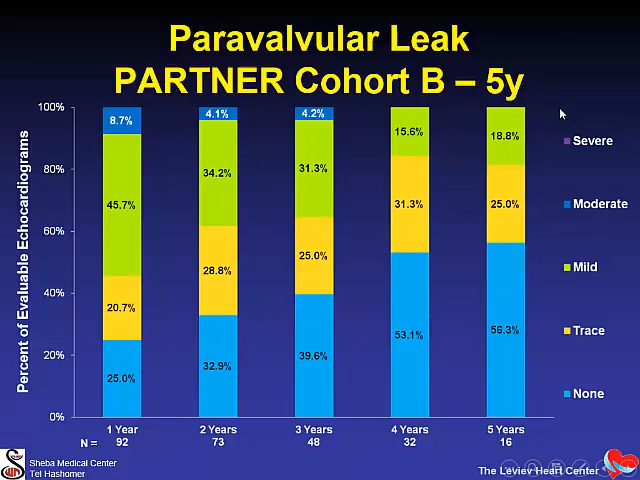 Paravalvular Leak
PARTNER Cohort B – 5y
Percent of Evaluable Echocardiograms
100%
80%
60%
40%
20%
0%
8.7%
45.7%
20.7%
25.0%
4.1%
34.2%
28.8%
32.9%
4.2%
31.3%
25.0%
39.6%
15.6%
31.3%
53.1%
18.8%
25.0%
56.3%
Severe
Moderate
Mild
Trace
None
1 Year 2 Years 3 Years 4 Years 5 Years
N = 92 73 48 32 16
Sheba Medical Center
Tel Hashomer
The Leviev Heart Center